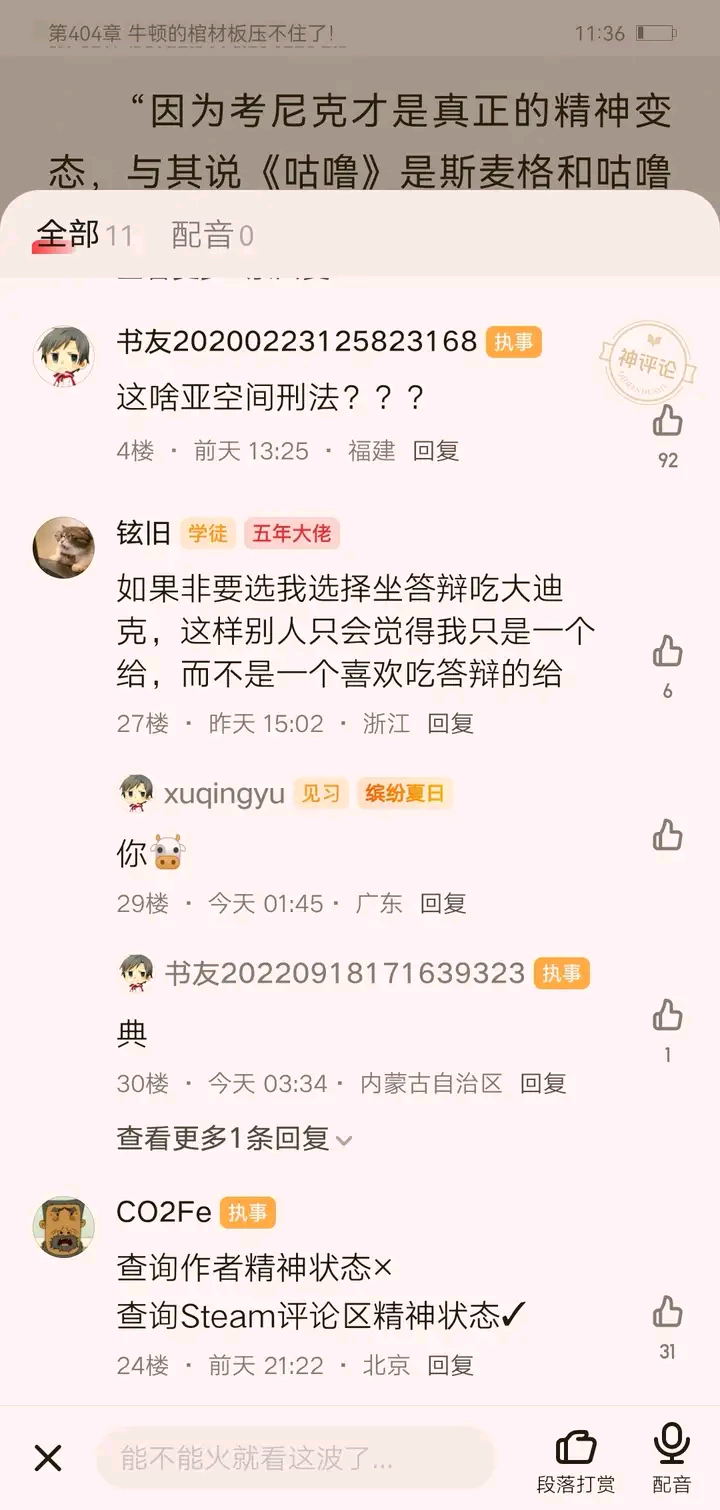 第404章 牛顿的棺材板压不住了!
11:36
“因为考尼克才是真正的精神变
态，与其说《咕噜》是斯麦格和咕噜
全部11 配音0
书友20200223125823168 执事
神评论
这啥亚空间刑法？？？
92
4楼 · 前天 13:25 · 福建 回复
铉旧 学徒 五年大佬
如果非要选我选择坐答辩吃大迪
克，这样别人只会觉得我只是一个
给，而不是一个喜欢吃答辩的给
6
27楼 · 昨天 15:02 · 浙江 回复
xuqingyu 见习 缤纷夏日
你🐮
29楼 · 今天 01:45 · 广东 回复
书友20220918171639323 执事
典
1
30楼 · 今天 03:34 · 内蒙古自治区 回复
查看更多1条回复
CO2Fe 执事
查询作者精神状态×
查询Steam评论区精神状态✓
31
24楼 · 前天 21:22 · 北京 回复
能不能火就看这波了...
段落打赏 配音